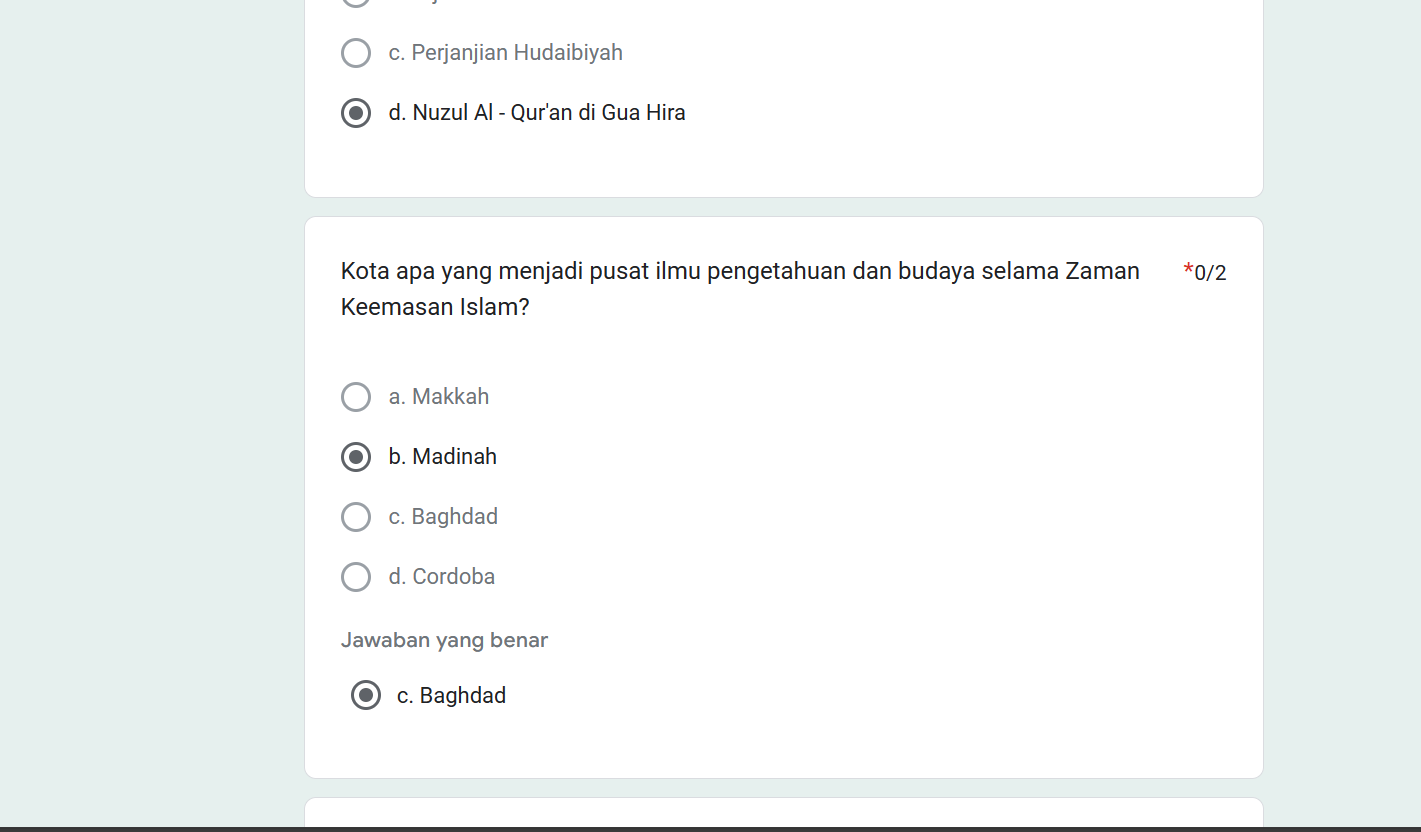 c. Perjanjian Hudaibiyah
d. Nuzul Al - Qur'an di Gua Hira
Kota apa yang menjadi pusat ilmu pengetahuan dan budaya selama Zaman
Keemasan Islam?
*0/2
a. Makkah
b. Madinah
c. Baghdad
d. Cordoba
Jawaban yang benar
c. Baghdad